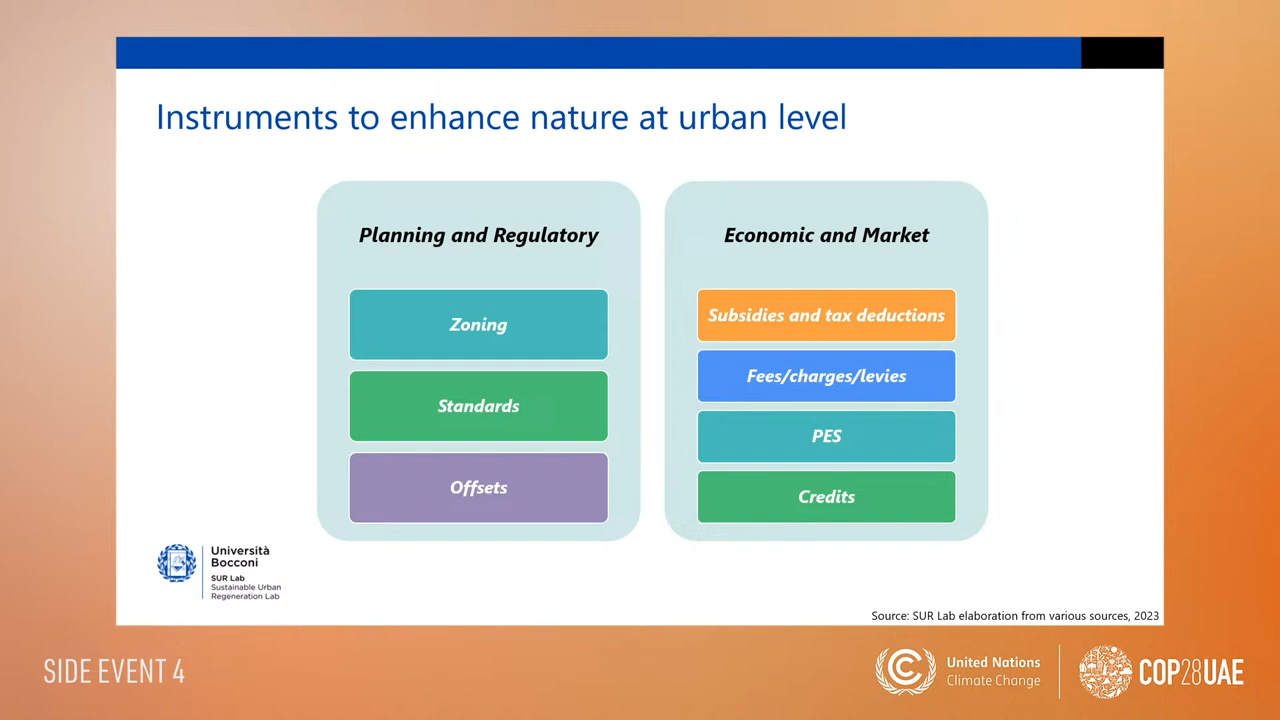 Instruments to enhance nature at urban level
Planning and Regulatory
Zoning
Standards
Offsets
Economic and Market
Subsidies and tax deductions
Fees/charges/levies
PES
Credits
Università
Bocconi
SUR Lab
Sustainable Urban
Regeneration Lab
Source: SUR Lab elaboration from various sources, 2023
SIDE EVENT 4
United Nations
Climate Change
COP28UAE